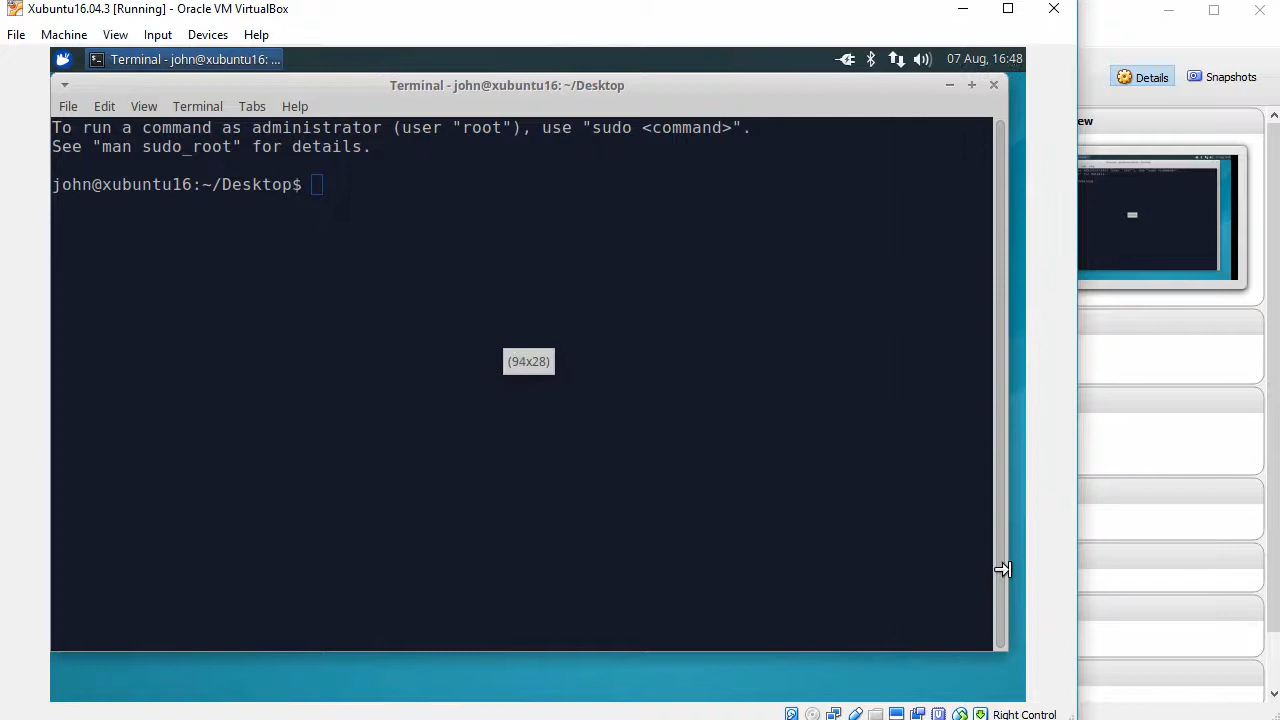 Xubuntu16.04.3 [Running] - Oracle VM VirtualBox
File Machine View Input Devices Help
Terminal - john@xubuntu16: ...
07 Aug, 16:48
Details
Snapshots
Terminal - john@xubuntu16: ~/Desktop
File Edit View Terminal Tabs Help
ew
To run a command as administrator (user "root"), use "sudo <command>".
See "man sudo_root" for details.
john@xubuntu16:~/Desktop$
(94x28)
Right Control